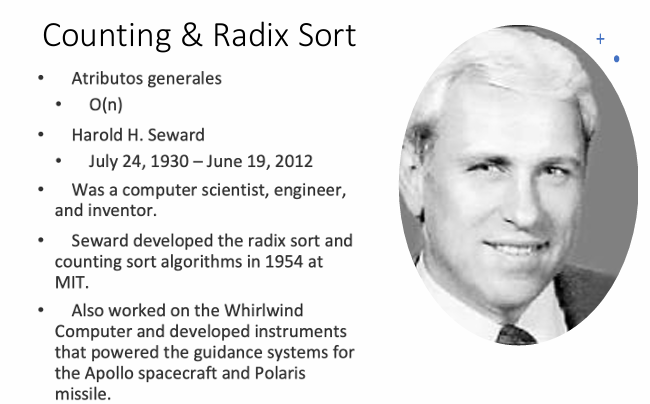 Counting & Radix Sort
• Atributos generales
• O(n)
• Harold H. Seward
• July 24, 1930 – June 19, 2012
• Was a computer scientist, engineer,
and inventor.
• Seward developed the radix sort and
counting sort algorithms in 1954 at
MIT.
• Also worked on the Whirlwind
Computer and developed instruments
that powered the guidance systems for
the Apollo spacecraft and Polaris
missile.